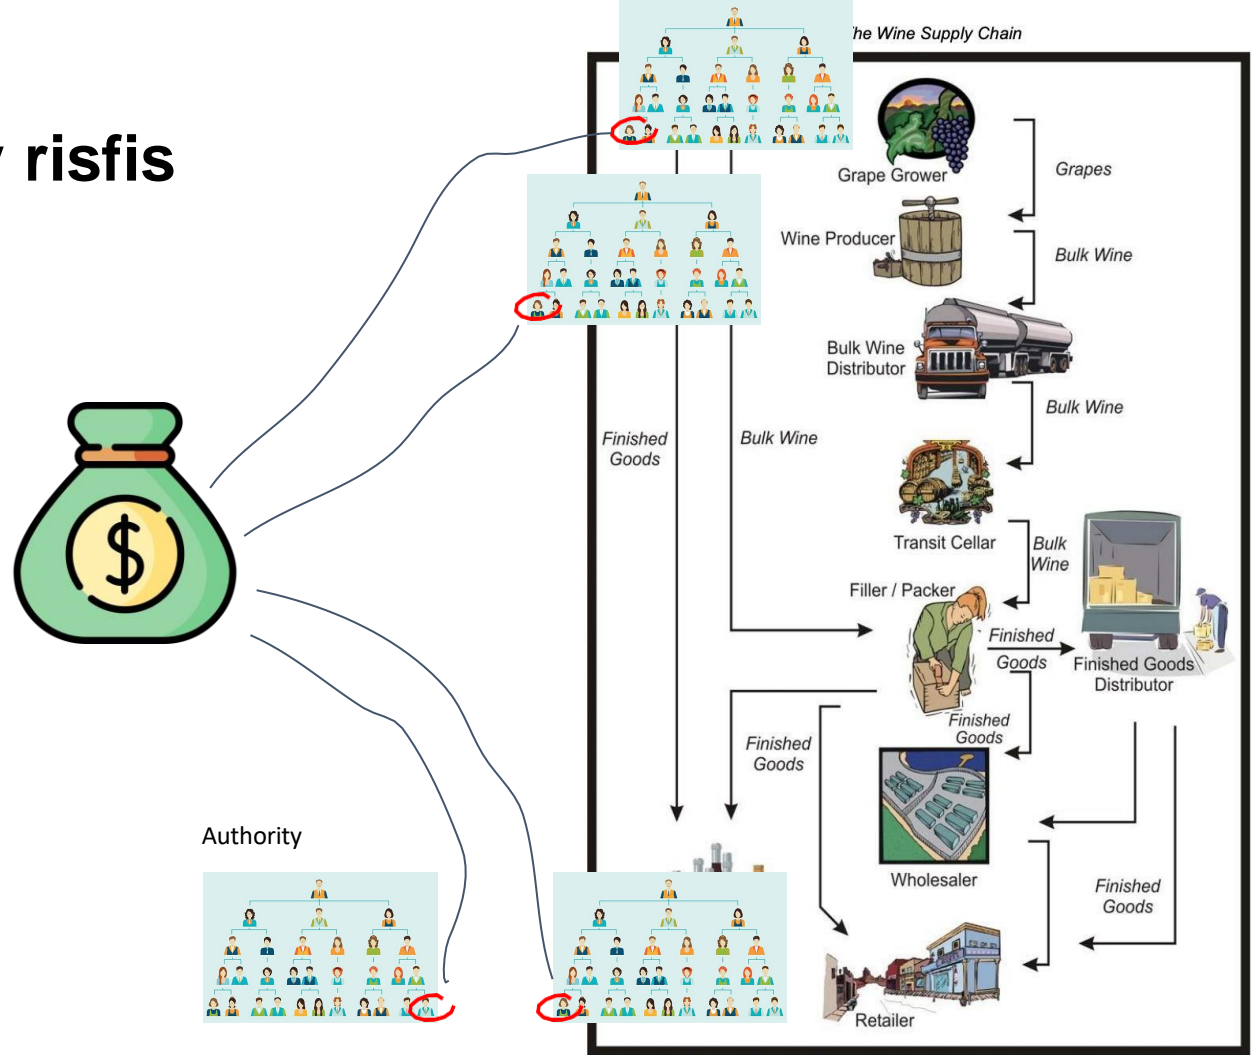 risfis
he Wine Supply Chain
Grape Grower
Grapes
Wine Producer
Bulk Wine
Bulk Wine
Distributor
Bulk Wine
Finished
Goods
Bulk Wine
Transit Cellar
Bulk
Wine
Filler / Packer
Finished
Goods
Finished Goods
Distributor
Finished
Goods
Finished
Goods
Authority
Wholesaler
Finished
Goods
Retailer
$